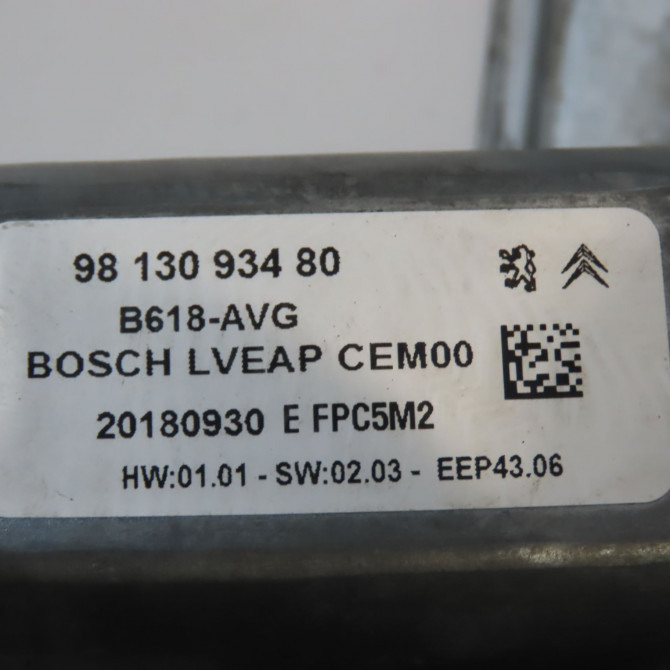 98 130 934 80
B618-AVG
BOSCH LVEAP CEM00
20180930 E FPC5M2
HW:01.01 - SW:02.03 - EEP43.06